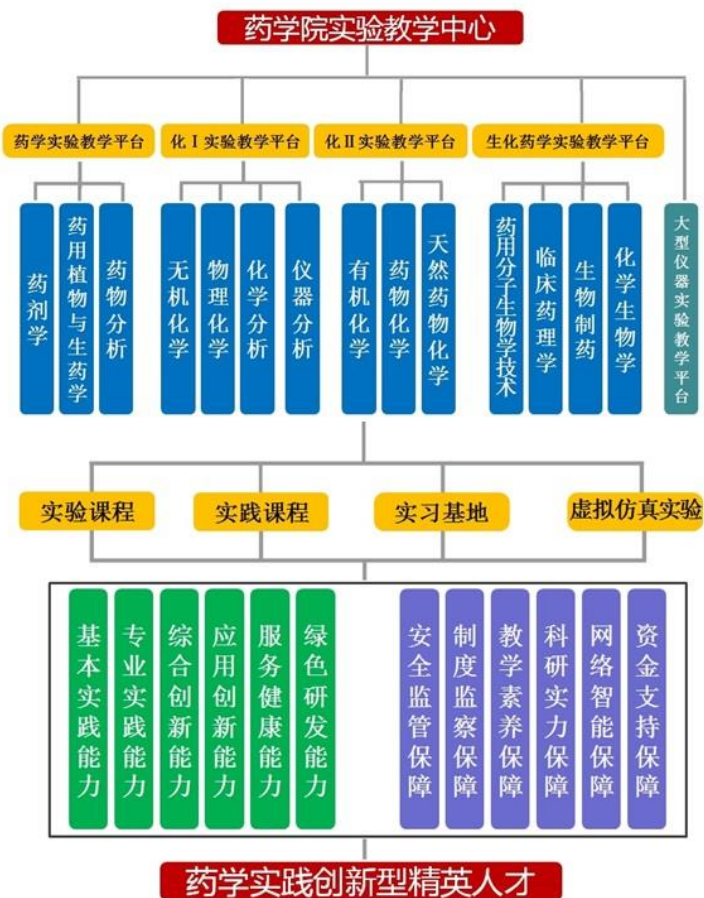 药学院实验教学中心
药学实验教学平台
化Ⅰ实验教学平台
化Ⅱ实验教学平台
生化药学实验教学平台
药剂学
药用植物与生药学
药物分析
无机化学
物理化学
化学分析
仪器分析
有机化学
药物化学
天然药物化学
药用分子生物学技术
临床药理学
生物制药
化学生物学
大型仪器实验教学平台
实验课程
实践课程
实习基地
虚拟仿真实验
基本实践能力
专业实践能力
综合创新能力
应用创新能力
服务健康能力
绿色研发能力
安全监管保障
制度监察保障
教学素养保障
科研实力保障
网络智能保障
资金支持保障
药学实践创新型精英人才